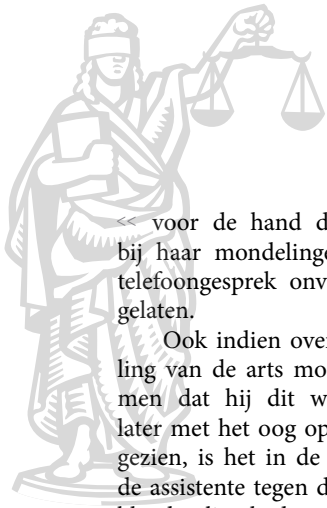 << voor de hand d
bij haar mondeling
telefoongesprek onv
gelaten.
Ook indien over
ling van de arts mo
men dat hij dit w
later met het oog op
gezien, is het in de
de assistente tegen d